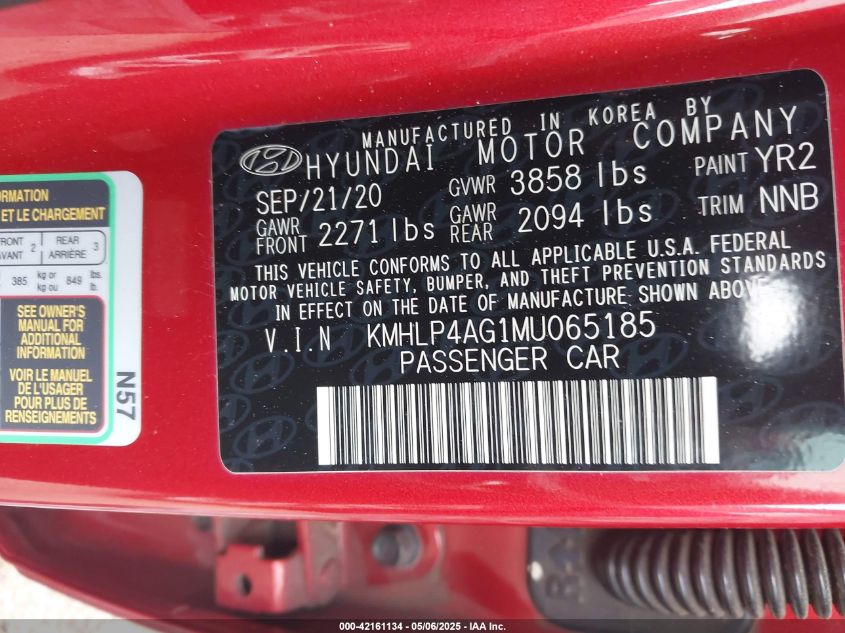 ORMATION
ET LE CHARGEMENT
FRONT 2 REAR 3
AVANT ARRIÈRE
385 kg or 849 lbs.
kg ou lb.
SEE OWNER'S
MANUAL FOR
ADDITIONAL
INFORMATION
VOIR LE MANUEL
DE L'USAGER
POUR PLUS DE
RENSEIGNEMENTS
N57
MANUFACTURED IN KOREA BY
HYUNDAI MOTOR COMPANY
SEP/21/20 GVWR 3858 lbs PAINT YR2
GAWR FRONT 2271 lbs GAWR REAR 2094 lbs TRIM NNB
THIS VEHICLE CONFORMS TO ALL APPLICABLE U.S.A. FEDERAL
MOTOR VEHICLE SAFETY, BUMPER, AND THEFT PREVENTION STANDARDS
IN EFFECT ON THE DATE OF MANUFACTURE SHOWN ABOVE.
V.I.N KMHLP4AG1MU065185
PASSENGER CAR
000-42161134 - 05/06/2025 - IAA Inc.